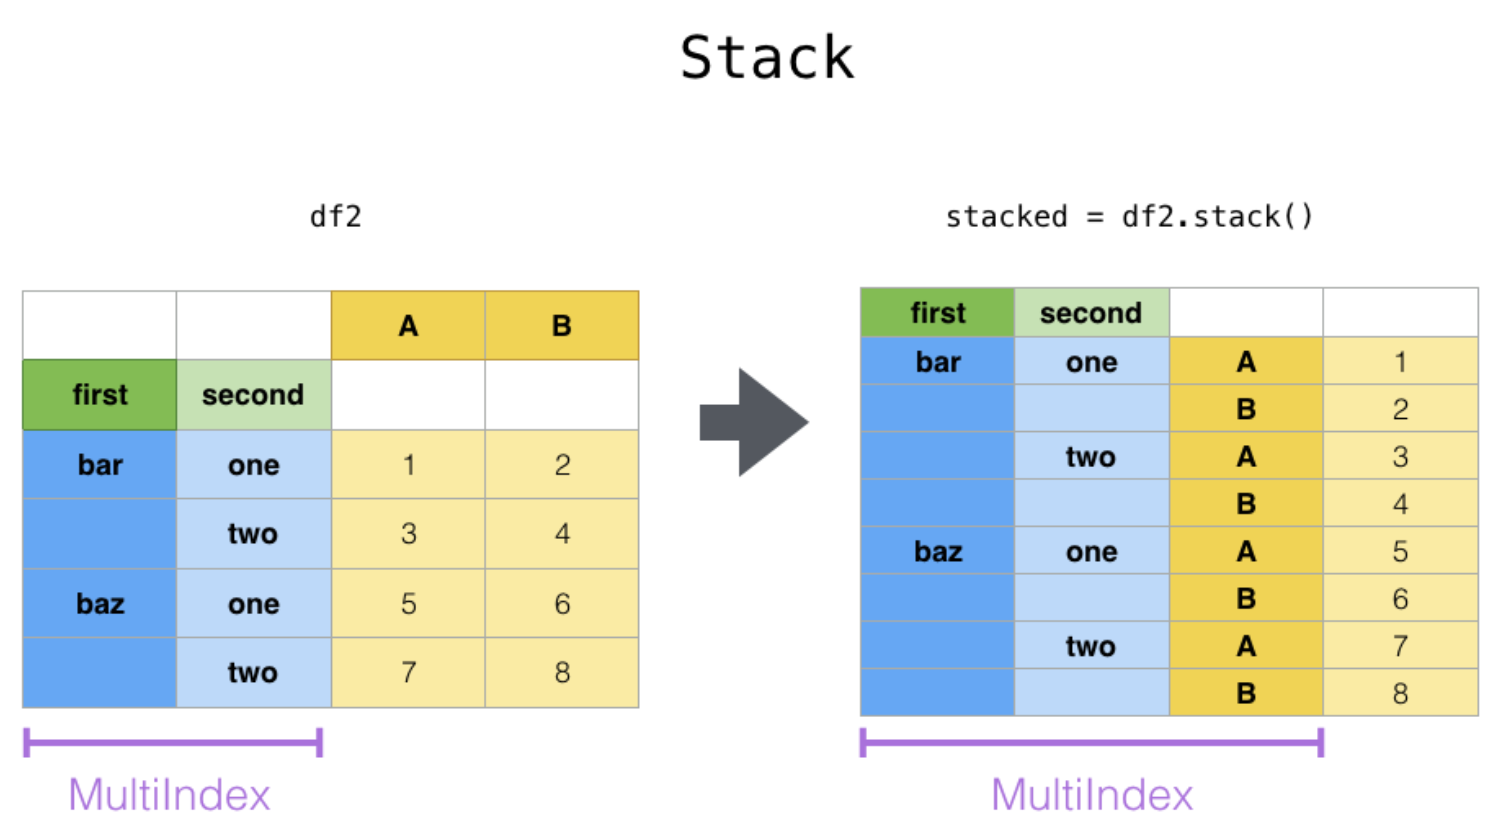 Stack
df2
A B
first second
bar one 1 2
two 3 4
baz one 5 6
two 7 8
MultiIndex
stacked = df2.stack()
first second
bar one A 1
B 2
two A 3
B 4
baz one A 5
B 6
two A 7
B 8
MultiIndex